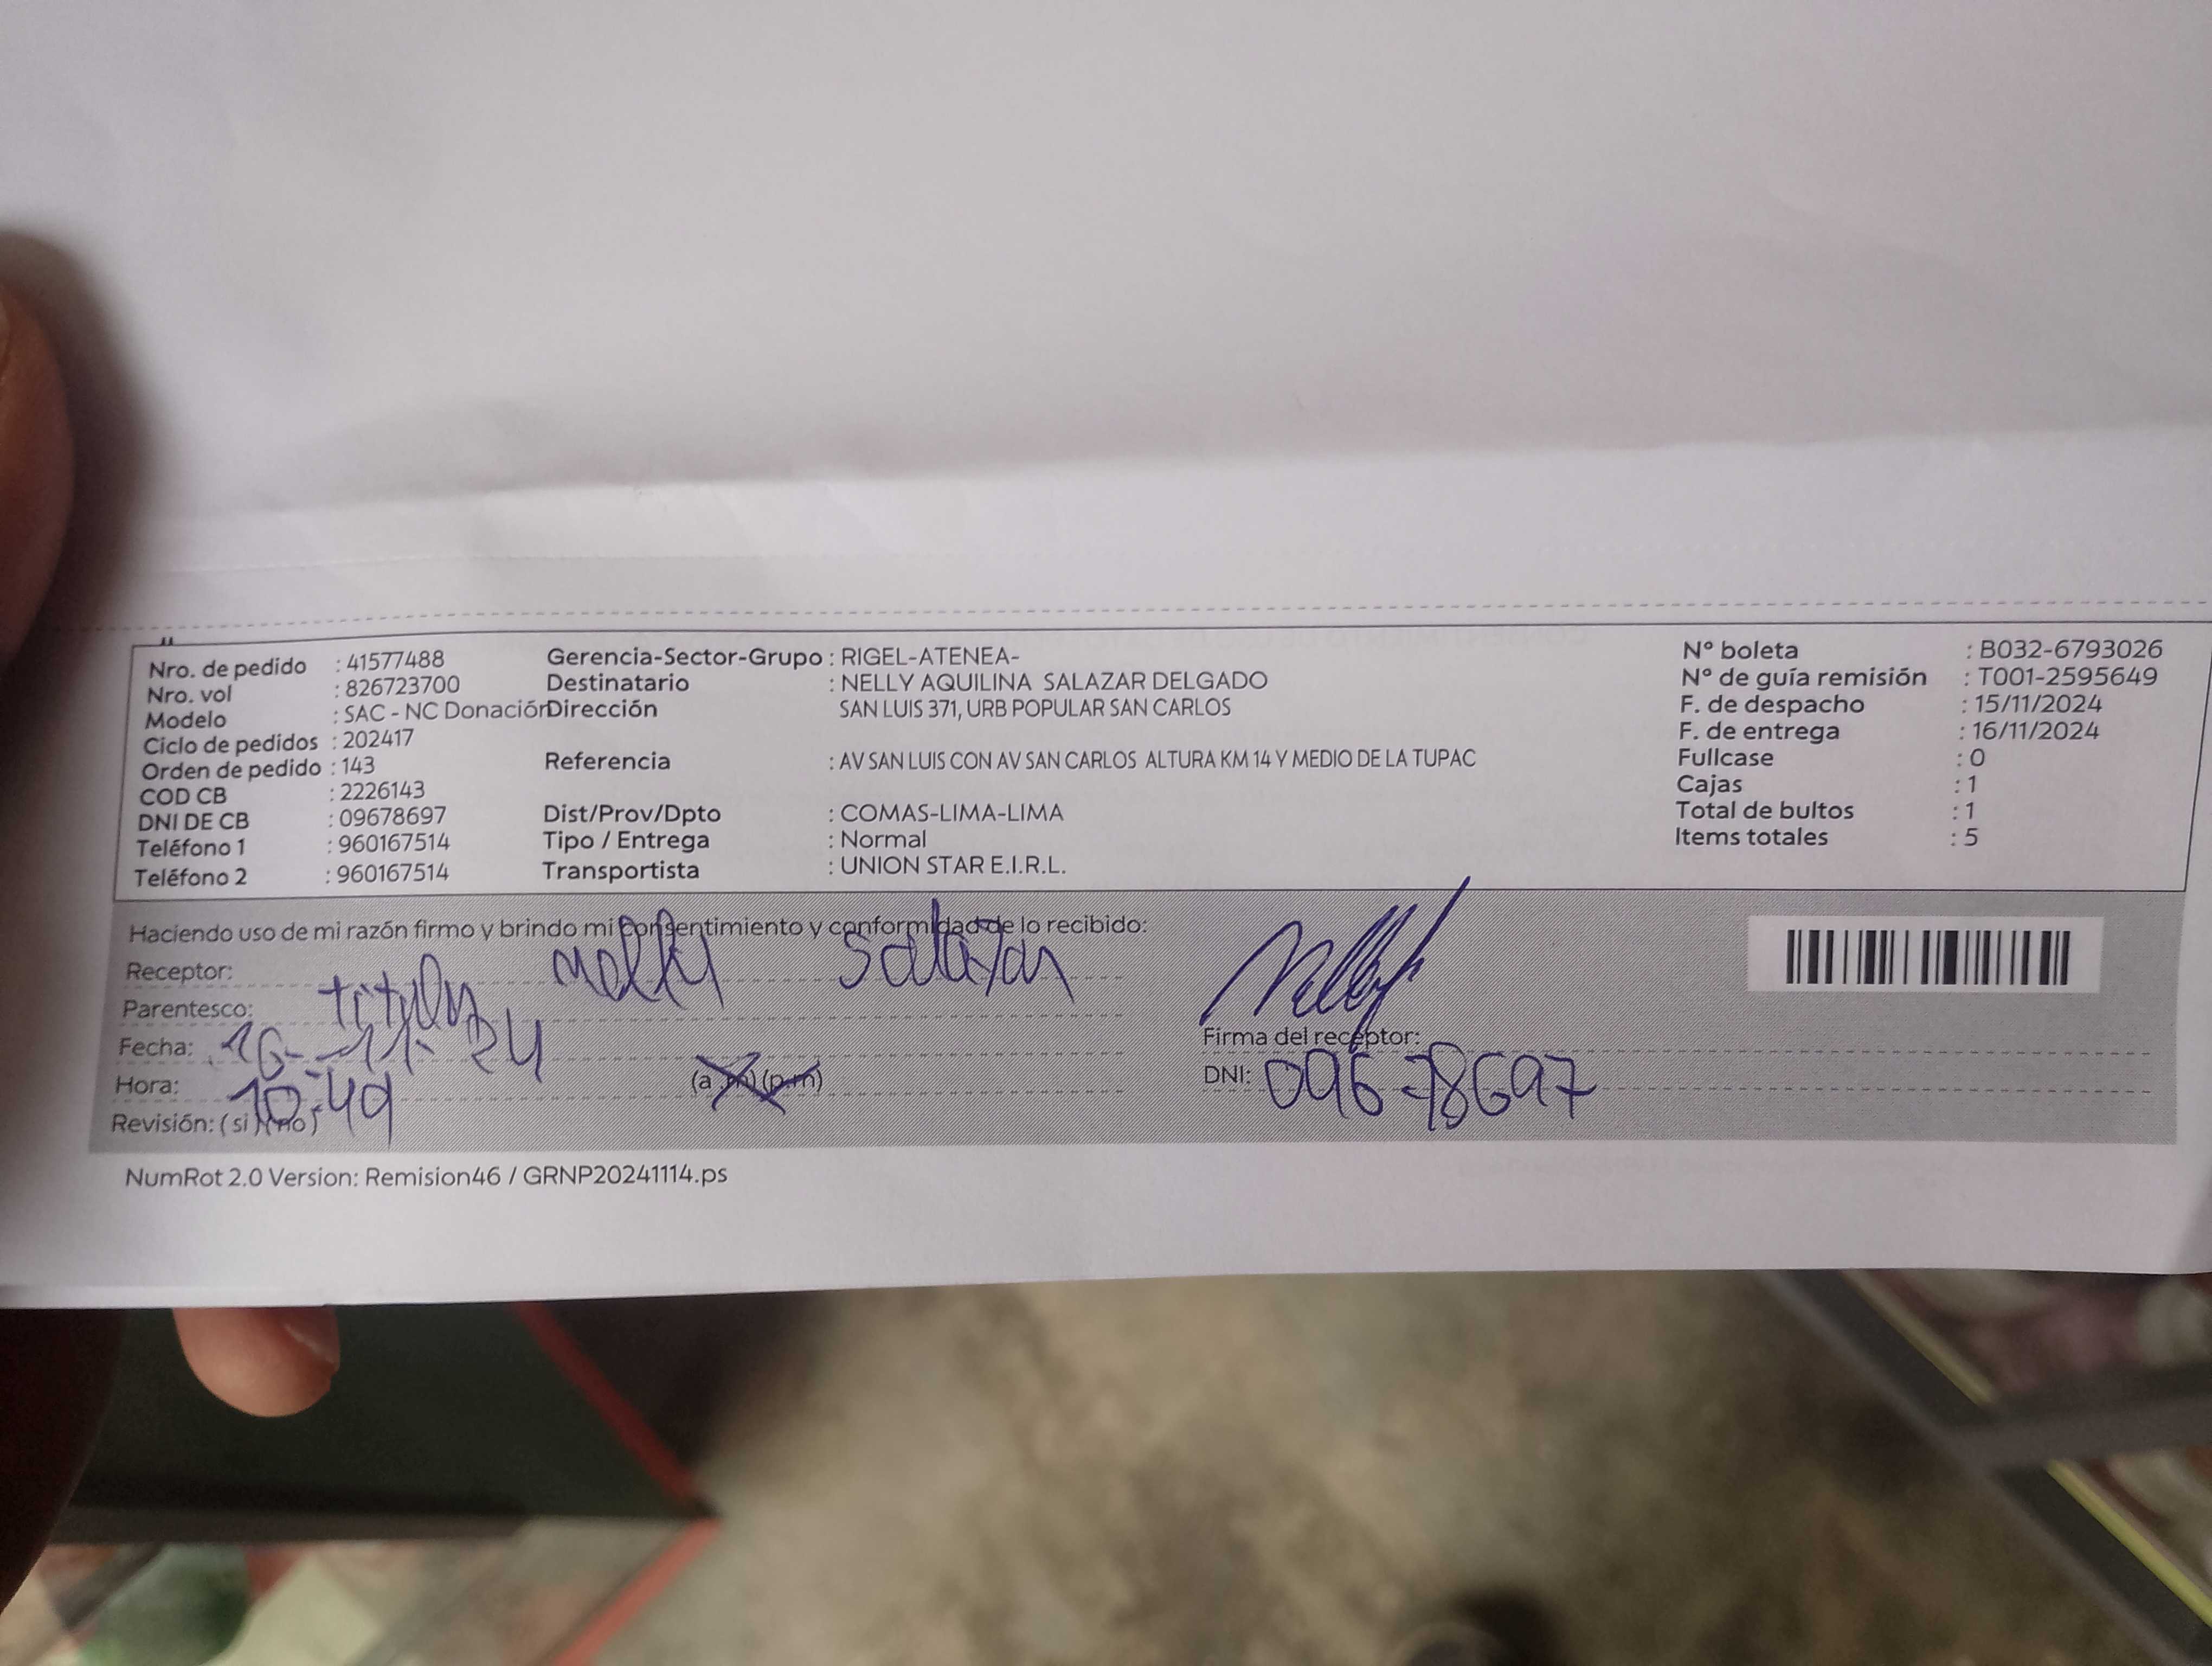 Nro. de pedido : 41577488 Gerencia-Sector-Grupo : RIGEL-ATENEA- N° boleta : B032-6793026
Nro. vol : 826723700 Destinatario : NELLY AQUILINA SALAZAR DELGADO N° de guía remisión : T001-2595649
Modelo : SAC - NC Donación Dirección SAN LUIS 371, URB POPULAR SAN CARLOS F. de despacho : 15/11/2024
Ciclo de pedidos : 202417 F. de entrega : 16/11/2024
Orden de pedido : 143 Referencia : AV SAN LUIS CON AV SAN CARLOS ALTURA KM 14 Y MEDIO DE LA TUPAC Fullcase : 0
COD CB : 2226143 Cajas : 1
DNI DE CB : 09678697 Dist/Prov/Dpto : COMAS-LIMA-LIMA Total de bultos : 1
Teléfono 1 : 960167514 Tipo / Entrega : Normal Items totales : 5
Teléfono 2 : 960167514 Transportista : UNION STAR E.I.R.L.
Haciendo uso de mi razón firmo y brindo mi consentimiento y conformidad de lo recibido:
Receptor: nelly salazar
Parentesco: titular
Fecha: 16-11-24 Firma del receptor: Nelly
Hora: 10:49 (a.m) (p.m) DNI: 09678697
Revisión: (si) (no)
NumRot 2.0 Version: Remision46 / GRNP20241114.ps